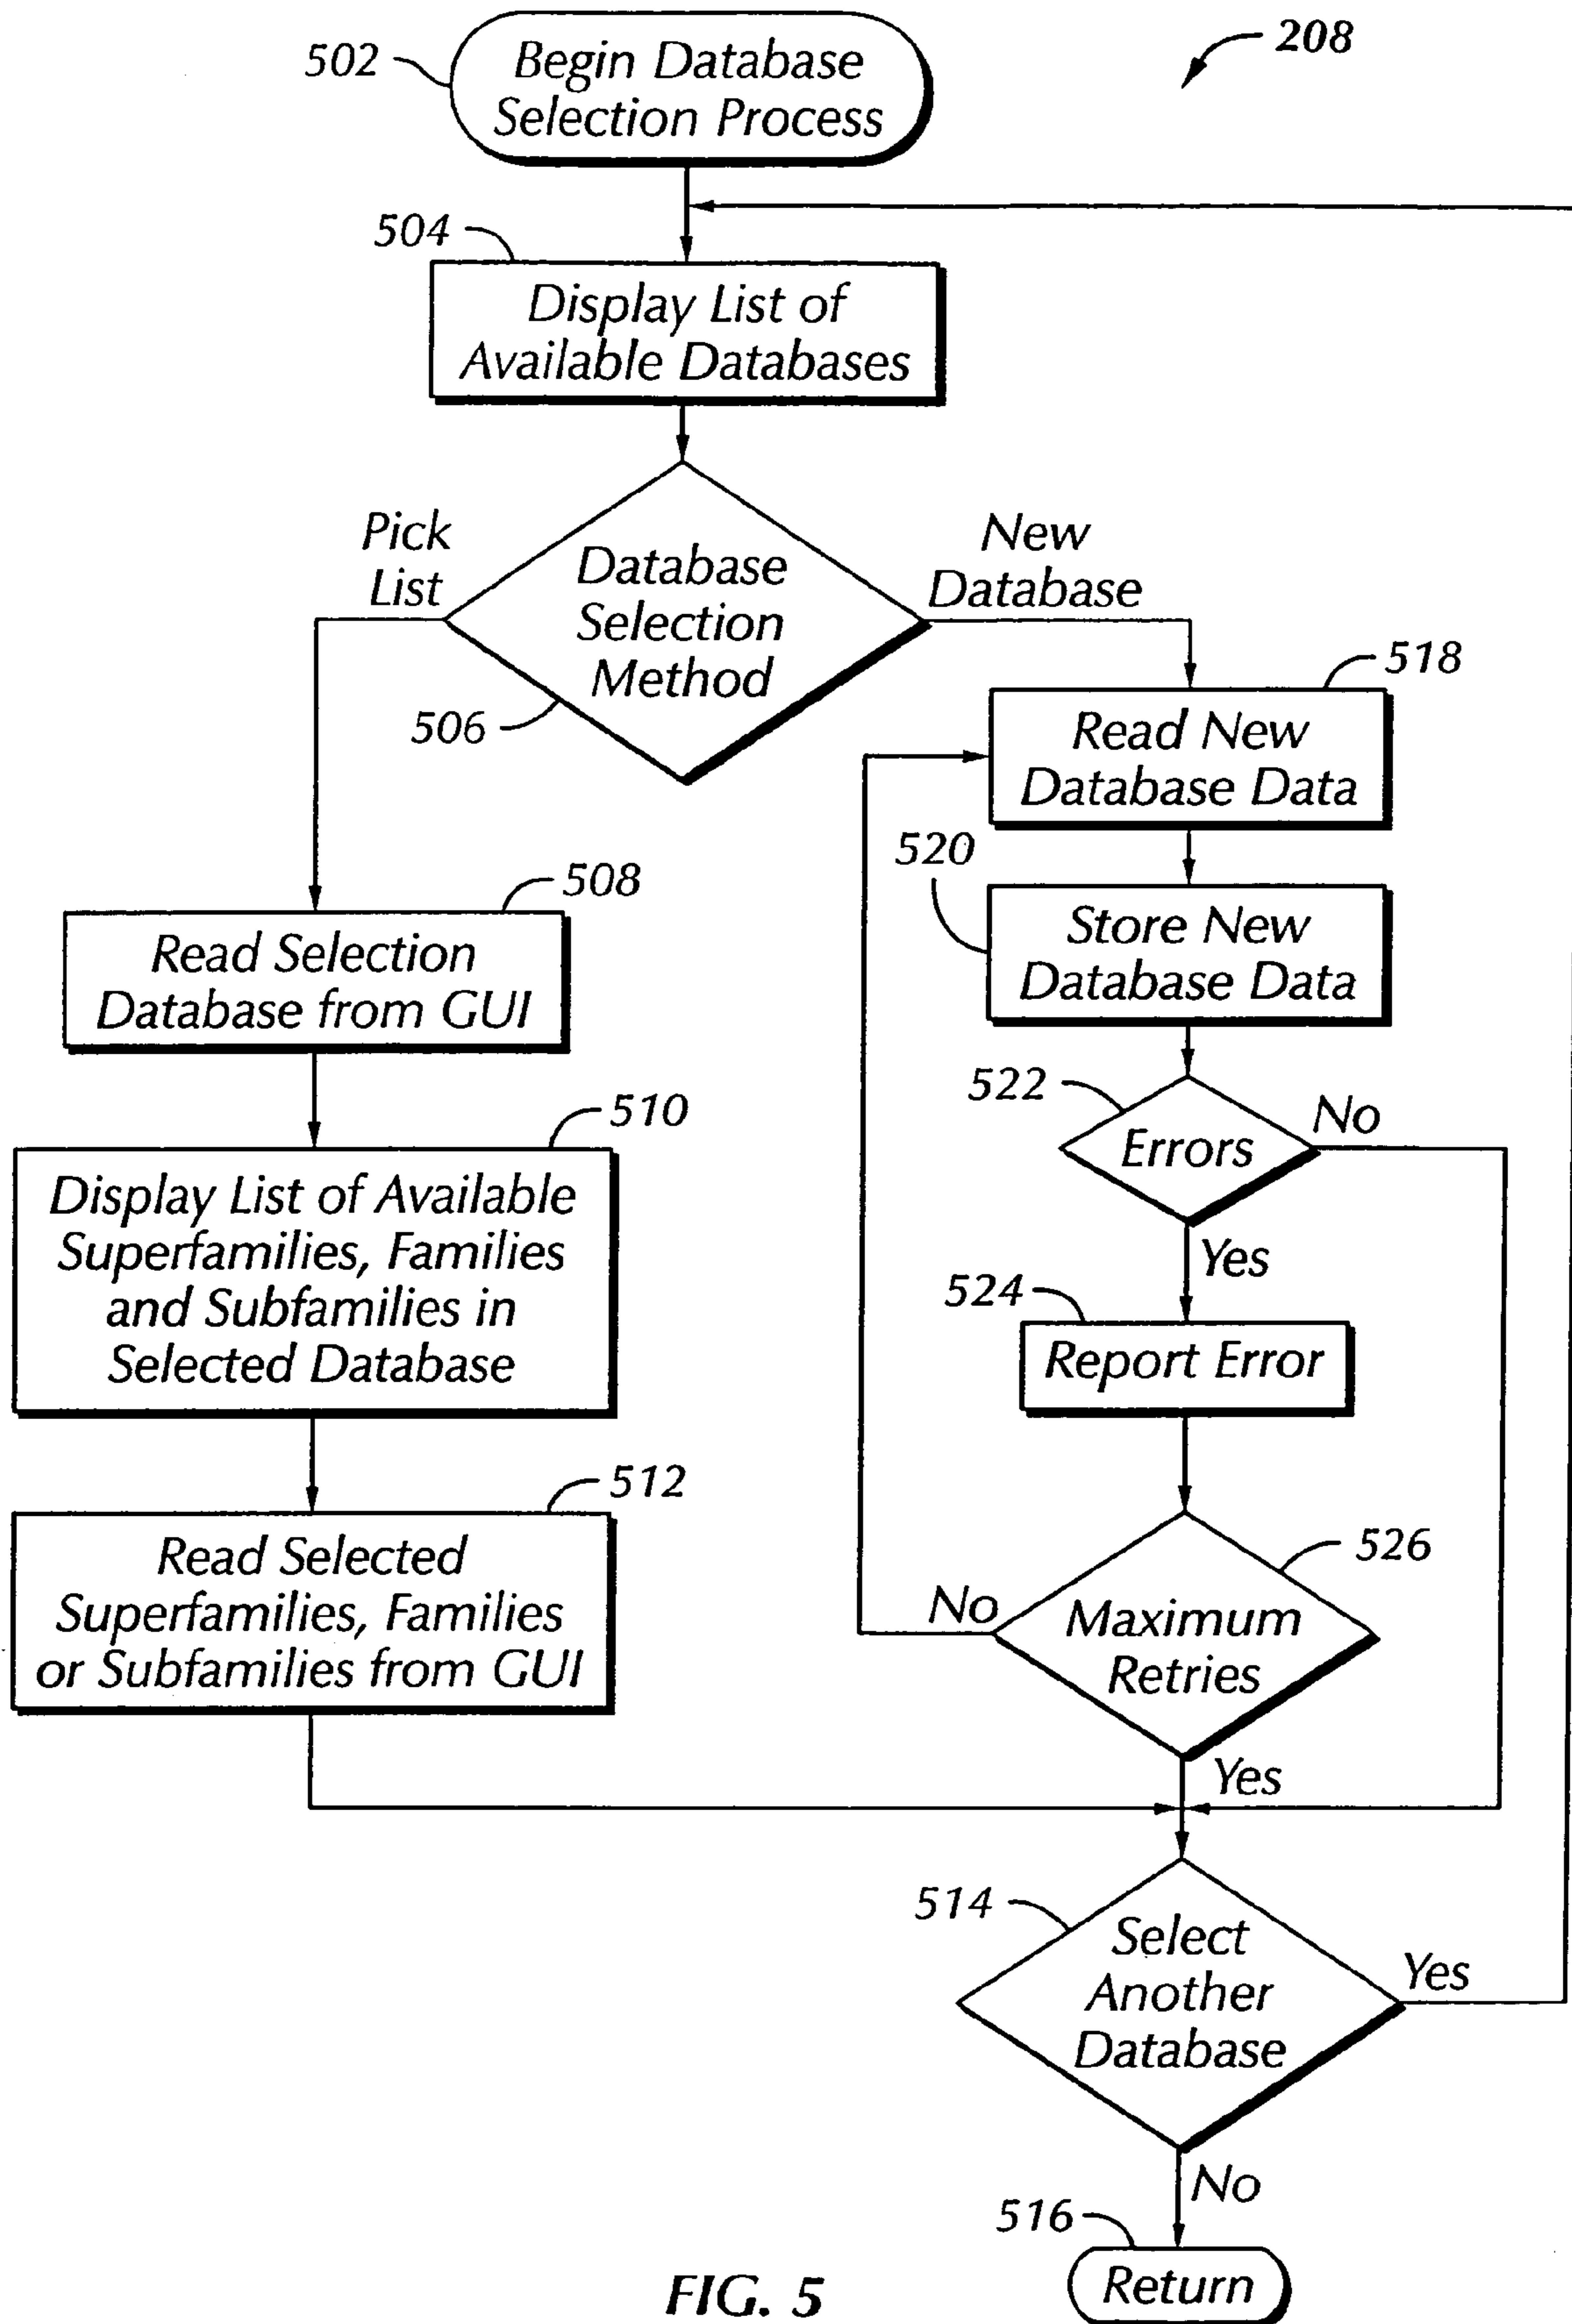 502
Begin Database
Selection Process
208
504
Display List of
Available Databases
Pick
List
Database
Selection
Method
506
New
Database
518
Read New
Database Data
520
Store New
Database Data
508
Read Selection
Database from GUI
522
Errors
No
Yes
510
Display List of Available
Superfamilies, Families
and Subfamilies in
Selected Database
524
Report Error
512
Read Selected
Superfamilies, Families
or Subfamilies from GUI
526
No
Maximum
Retries
Yes
514
Select
Another
Database
Yes
No
516
Return
FIG. 5